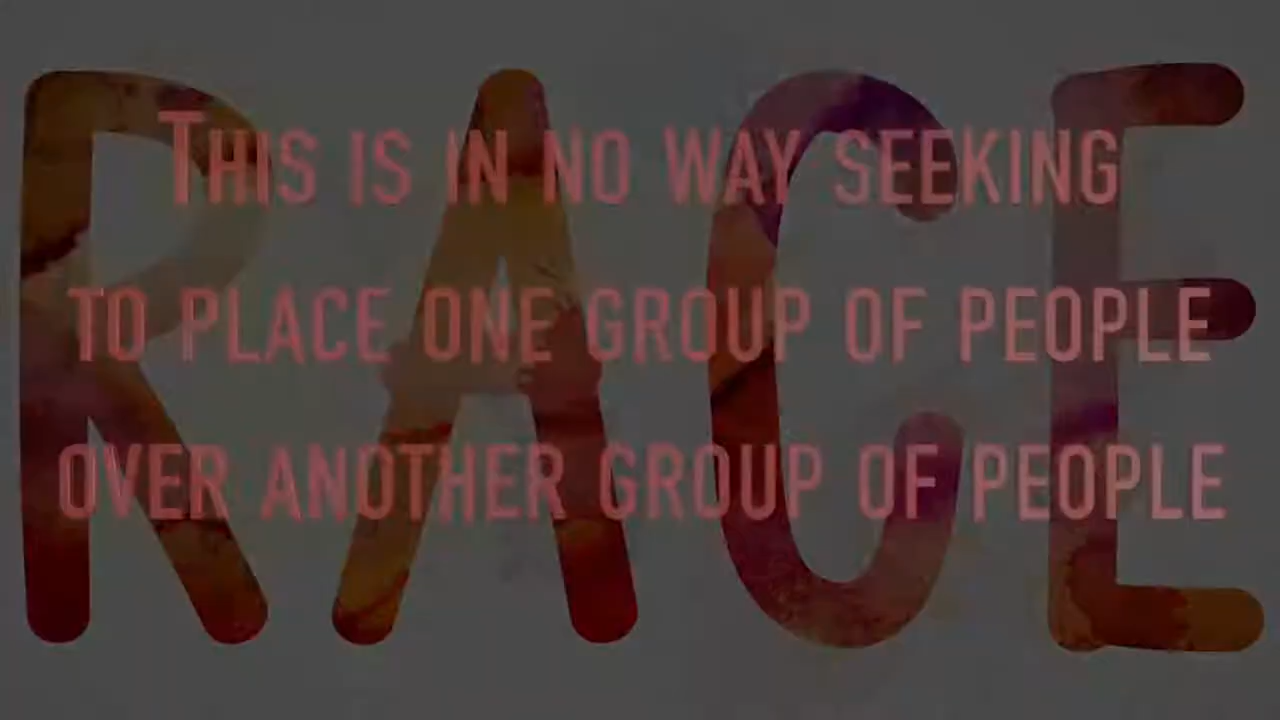 RACE
THIS IS IN NO WAY SEEKING
TO PLACE ONE GROUP OF PEOPLE
OVER ANOTHER GROUP OF PEOPLE